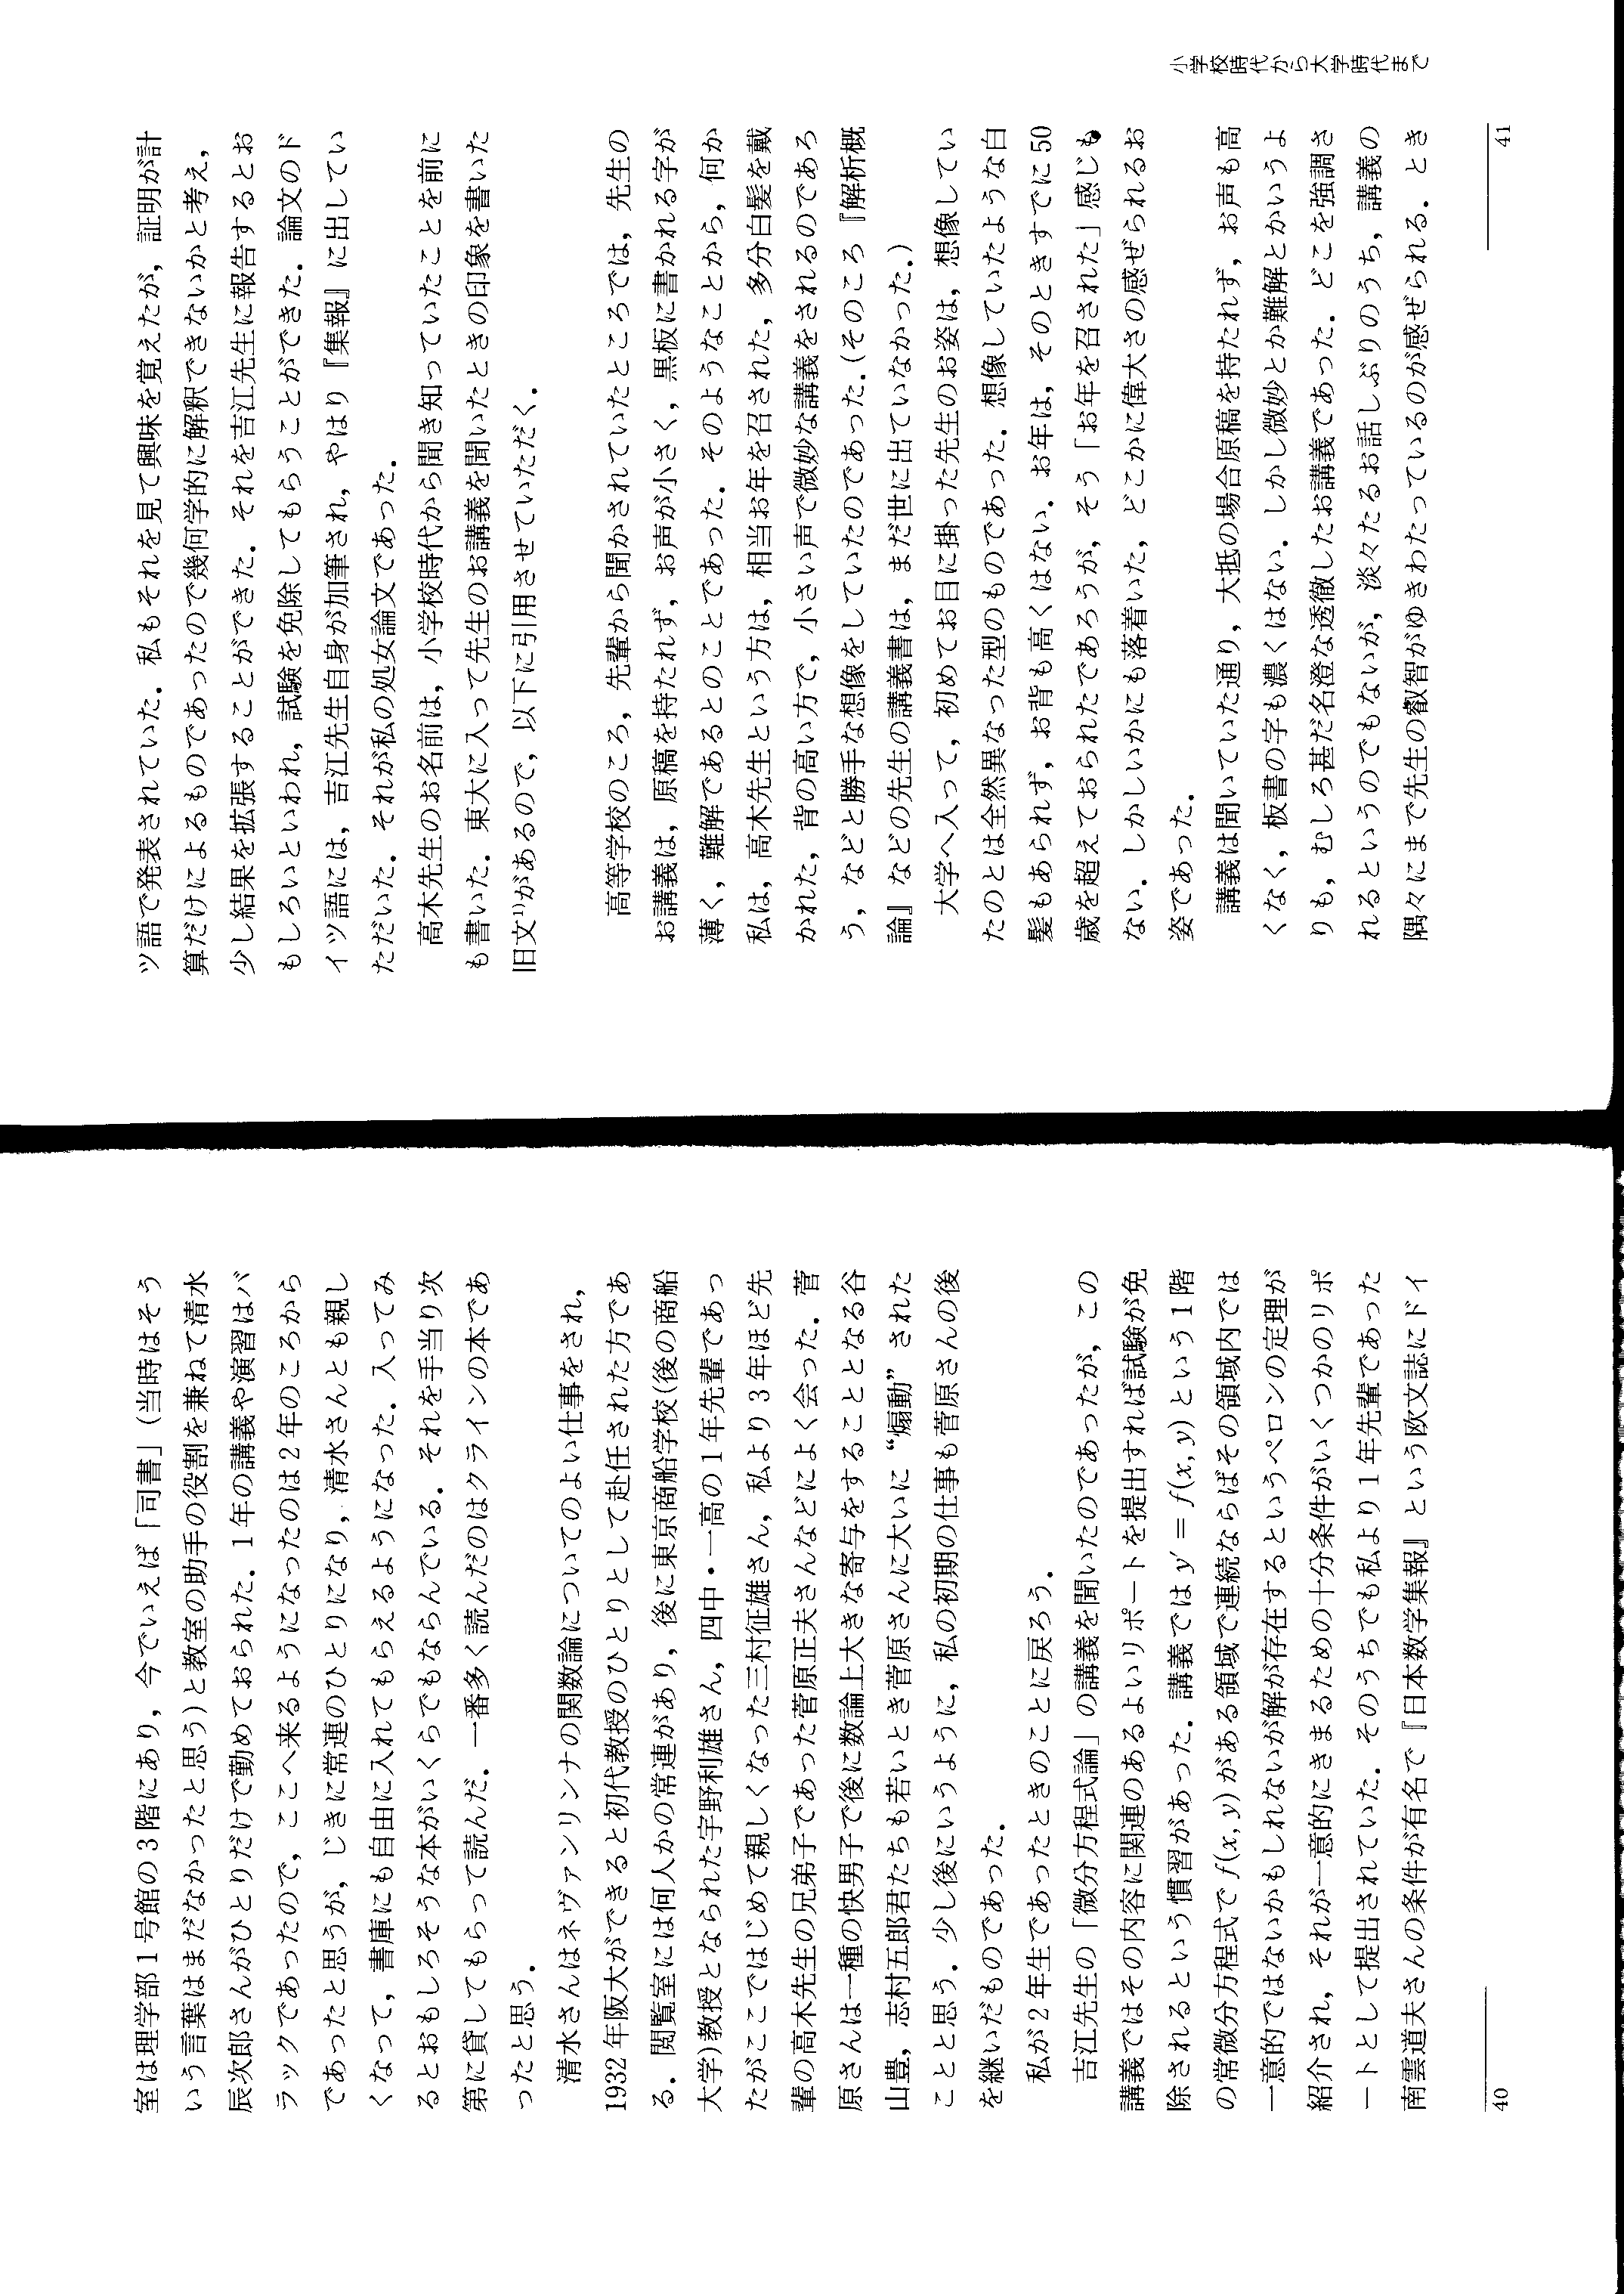 室は理学部1号館の3階にあり，今でいえば「司書」（当時はそう
いう言葉はまだなかったと思う）と教室の助手の役割を兼ねて清水
辰次郎さんがひとりだけで勤めておられた．1年の講義や演習はバ
ラックであったので，ここへ来るようになったのは2年のころから
であったと思うが，じきに常連のひとりになり，清水さんとも親し
くなって，書庫にも自由に入れてもらえるようになった．入ってみ
るとおもしろそうな本がいくらでもならんでいる．それを手当り次
第に貸してもらって読んだ．一番多く読んだのはクラインの本であ
ったと思う．
清水さんはネヴァンリンナの関数論についてのよい仕事をされ，
1932年阪大ができると初代教授のひとりとして赴任された方であ
る．閲覧室には何人かの常連があり，後に東京商船学校（後の商船
大学）教授となられた宇野利雄さん，四中・一高の1年先輩であっ
たがここではじめて親しくなった三村征雄さん，私より3年ほど先
輩の高木先生の兄弟子であった菅原正夫さんなどによく会った．菅
原さんは一種の快男子で後に数論上大きな寄与をすることとなる谷
山豊，志村五郎君たちも若いとき菅原さんに大いに“煽動”された
ことと思う．少し後にいうように，私の初期の仕事も菅原さんの後
を継いだものであった．
私が2年生であったときのことに戻ろう．
吉江先生の「微分方程式論」の講義を聞いたのであったが，この
講義ではその内容に関連のあるよいリポートを提出すれば試験が免
除されるという慣習があった．講義では y′ = f(x, y) という1階
の常微分方程式で f(x, y) がある領域で連続ならばその領域内では
一意的ではないかもしれないが解が存在するというペロンの定理が
紹介され，それが一意的にきまるための十分条件がいくつかのリポ
ートとして提出されていた．そのうちでも私より1年先輩であった
南雲道夫さんの条件が有名で『日本数学集報』という欧文誌にドイ
40
小学校時代から大学時代まで
ツ語で発表されていた．私もそれを見て興味を覚えたが，証明が計
算だけによるものであったので幾何学的に解釈できないかと考え，
少し結果を拡張することができた．それを吉江先生に報告するとお
もしろいといわれ，試験を免除してもらうことができた．論文のド
イツ語には，吉江先生自身が加筆され，やはり『集報』に出してい
ただいた．それが私の処女論文であった．
高木先生のお名前は，小学校時代から聞き知っていたことを前に
も書いた．東大に入って先生のお講義を聞いたときの印象を書いた
旧文¹⁾があるので，以下に引用させていただく．
高等学校のころ，先輩から聞かされていたところでは，先生の
お講義は，原稿を持たれず，お声が小さく，黒板に書かれる字が
薄く，難解であるとのことであった．そのようなことから，何か
私は，高木先生という方は，相当お年を召された，多分白髪を戴
かれた，背の高い方で，小さい声で微妙な講義をされるのであろ
う，などと勝手な想像をしていたのであった．（そのころ『解析概
論』などの先生の講義書は，まだ世に出ていなかった．）
大学へ入って，初めてお目に掛った先生のお姿は，想像してい
たのとは全然異なった型のものであった．想像していたような白
髪もあられず，お背も高くはない．お年は，そのときすでに50
歳を超えておられたであろうが，そう「お年を召された」感じも
ない．しかしいかにも落着いた，どこかに偉大さの感ぜられるお
姿であった．
講義は聞いていた通り，大抵の場合原稿を持たれず，お声も高
くなく，板書の字も濃くはない．しかし微妙とか難解とかいうよ
りも，むしろ甚だ名澄な透徹したお講義であった．どこを強調さ
れるというのでもないが，淡々たるお話しぶりのうち，講義の
隅々にまで先生の叡智がゆきわたっているのが感ぜられる．とき
41